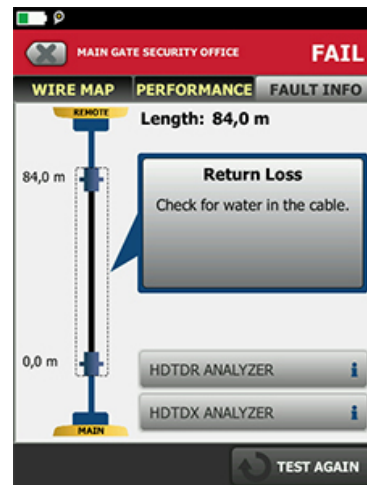 MAIN GATE SECURITY OFFICE FAIL
WIRE MAP PERFORMANCE FAULT INFO
REMOTE
Length: 84,0 m
84,0 m
Return Loss
Check for water in the cable.
0,0 m
HDTDR ANALYZER i
HDTDX ANALYZER i
MAIN
TEST AGAIN